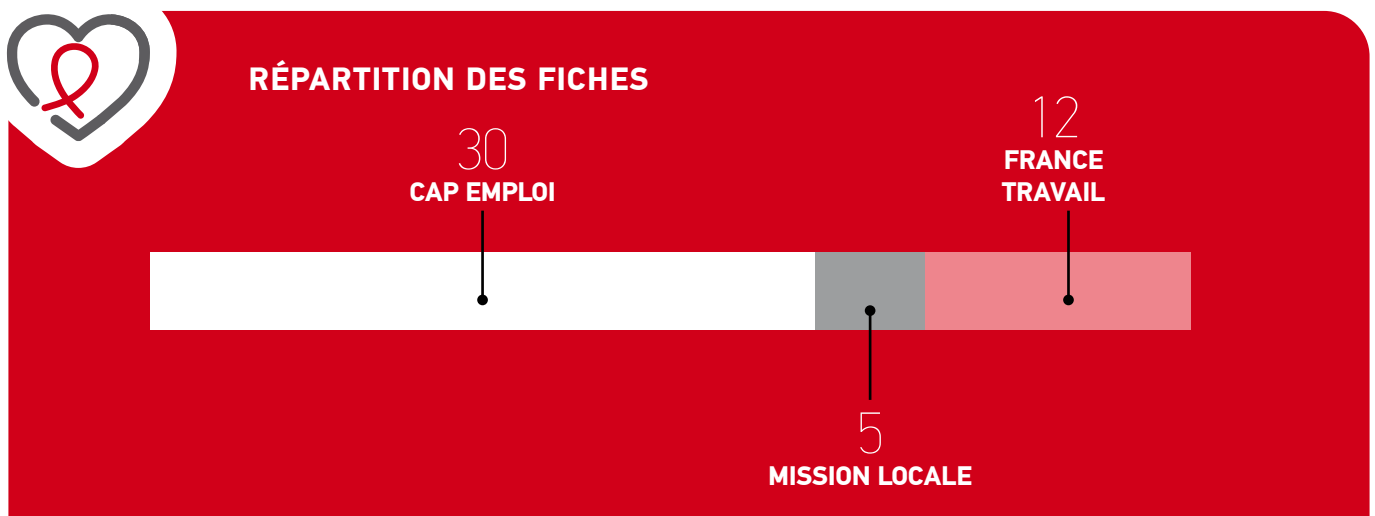 RÉPARTITION DES FICHES
30
CAP EMPLOI
12
FRANCE
TRAVAIL
5
MISSION LOCALE